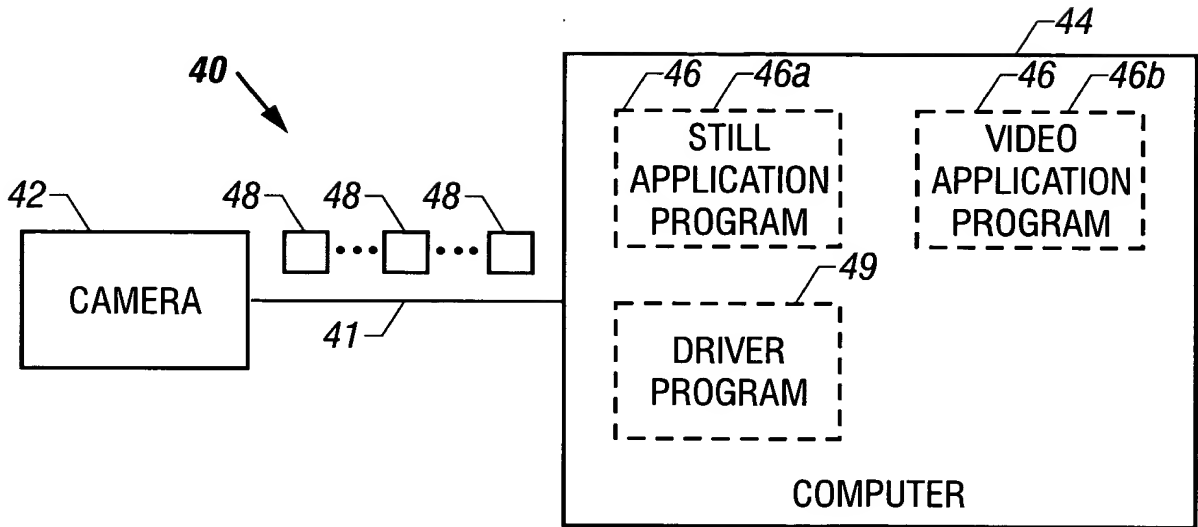 40
42
CAMERA
48 48 48
41
44
46 46a
STILL
APPLICATION
PROGRAM
46 46b
VIDEO
APPLICATION
PROGRAM
49
DRIVER
PROGRAM
COMPUTER